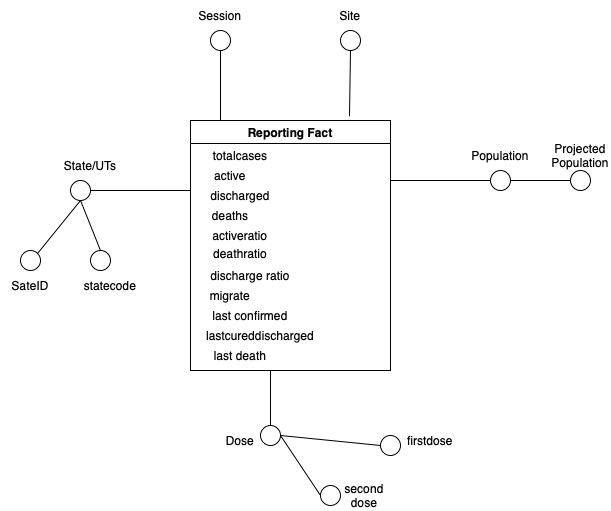 Session
Site
Reporting Fact
totalcases
active
discharged
deaths
activeratio
deathratio
discharge ratio
migrate
last confirmed
lastcureddischarged
last death
State/UTs
SateID
statecode
Population
Projected
Population
Dose
firstdose
second
dose